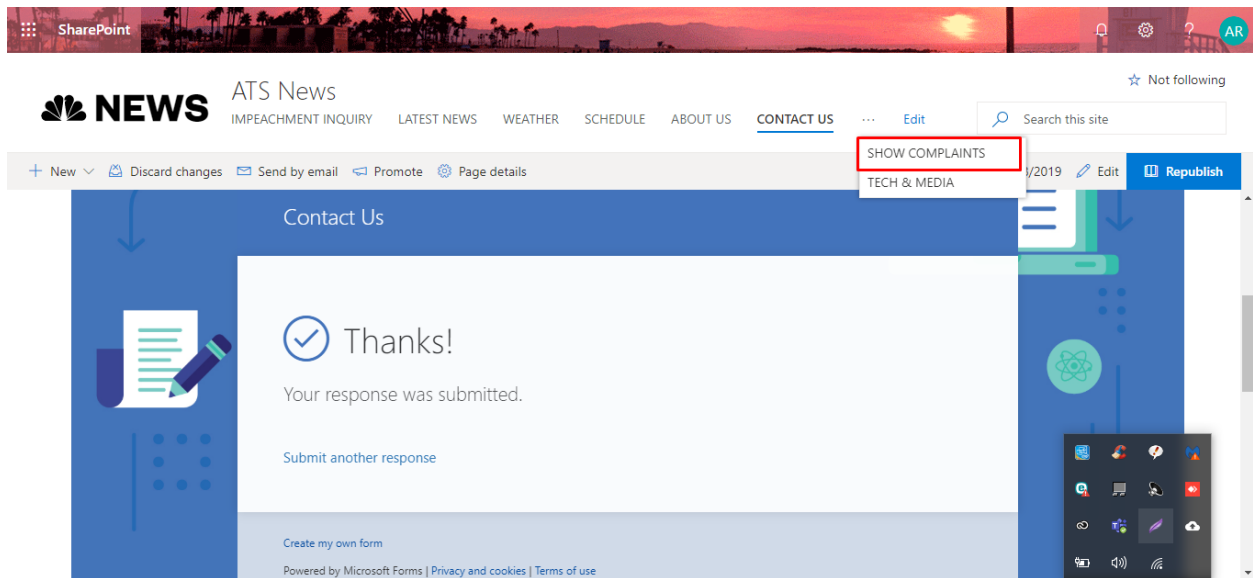 SharePoint
?
AR
NEWS
ATS News
Not following
IMPEACHMENT INQUIRY LATEST NEWS WEATHER SCHEDULE ABOUT US CONTACT US ... Edit
Search this site
SHOW COMPLAINTS
TECH & MEDIA
+ New Discard changes Send by email Promote Page details
/2019 Edit Republish
Contact Us
Thanks!
Your response was submitted.
Submit another response
Create my own form
Powered by Microsoft Forms | Privacy and cookies | Terms of use